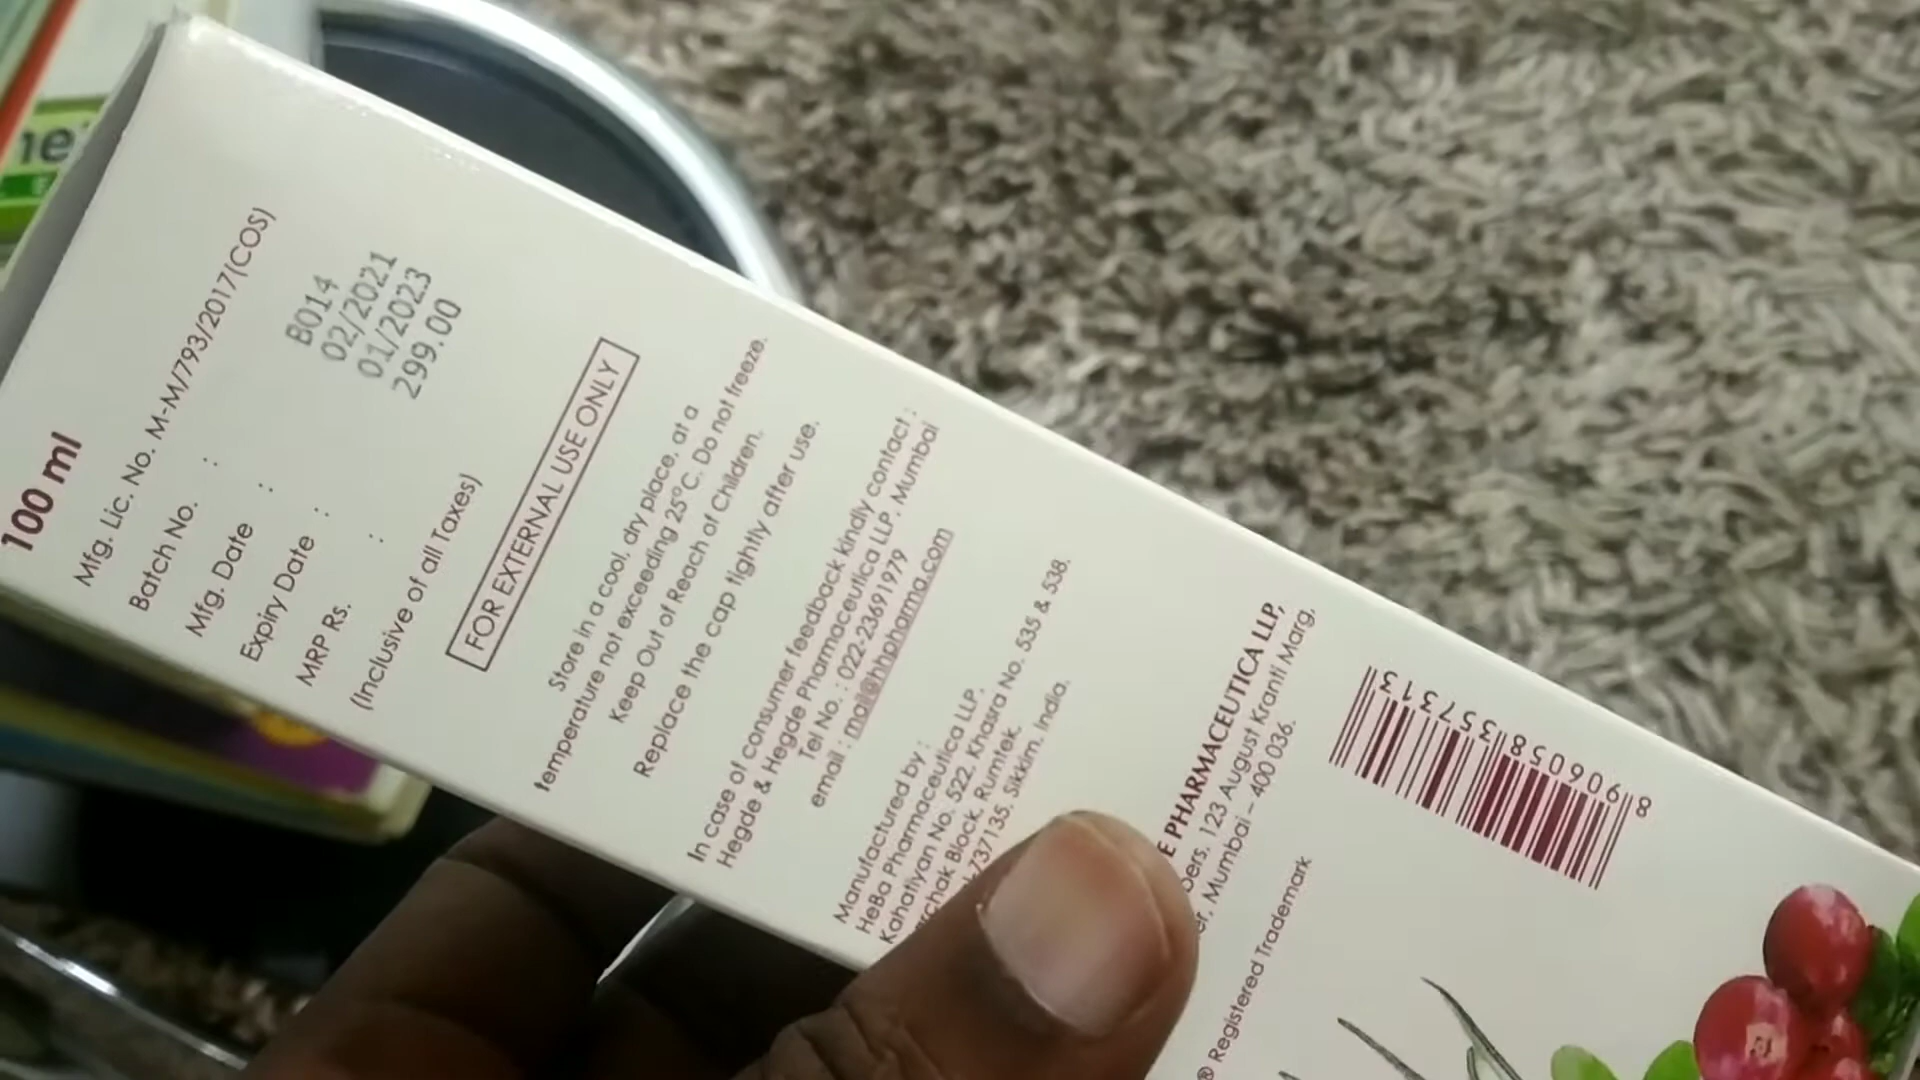 100 ml
Mfg. Lic. No. M-M/793/2017(COS)
Batch No. : B014
Mfg. Date : 02/2021
Expiry Date : 01/2023
MRP Rs. : 299.00
(Inclusive of all Taxes)
FOR EXTERNAL USE ONLY
Store in a cool, dry place, at a
temperature not exceeding 25°C. Do not freeze.
Keep Out of Reach of Children.
Replace the cap tightly after use.
In case of consumer feedback kindly contact :
Hegde & Hegde Pharmaceutica LLP, Mumbai
Tel No. : 022-23691979
email : mail@hhpharma.com
Manufactured by :
HeBa Pharmaceutica LLP,
Kahatiyan No. 522, Khasra No. 535 & 538,
Block, Rumtek,
737135, Sikkim, India.
E PHARMACEUTICA LLP,
bers, 123 August Kranti Marg,
er, Mumbai – 400 036.
® Registered Trademark
8 906058 357313